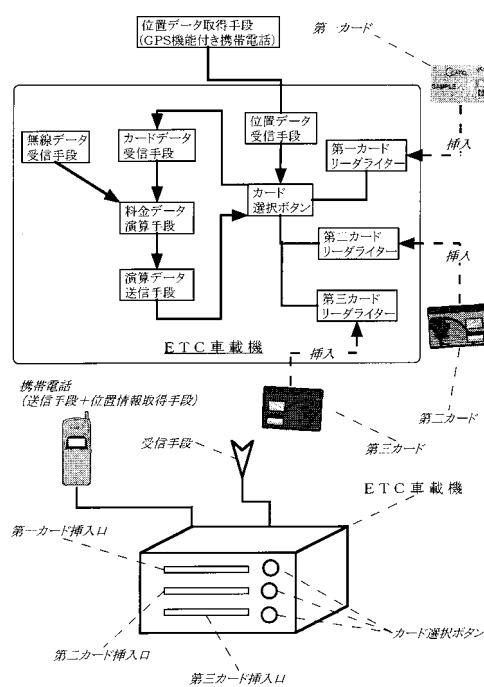 位置データ取得手段
(GPS機能付き携帯電話)
第一カード
SAMPLE
挿入
位置データ
受信手段
カードデータ
受信手段
無線データ
受信手段
第一カード
リーダライター
カード
選択ボタン
料金データ
演算手段
第二カード
リーダライター
挿入
演算データ
送信手段
第三カード
リーダライター
ETC車載機
挿入
第二カード
携帯電話
(送信手段+位置情報取得手段)
第三カード
受信手段
ETC車載機
第一カード挿入口
カード選択ボタン
第二カード挿入口
第三カード挿入口